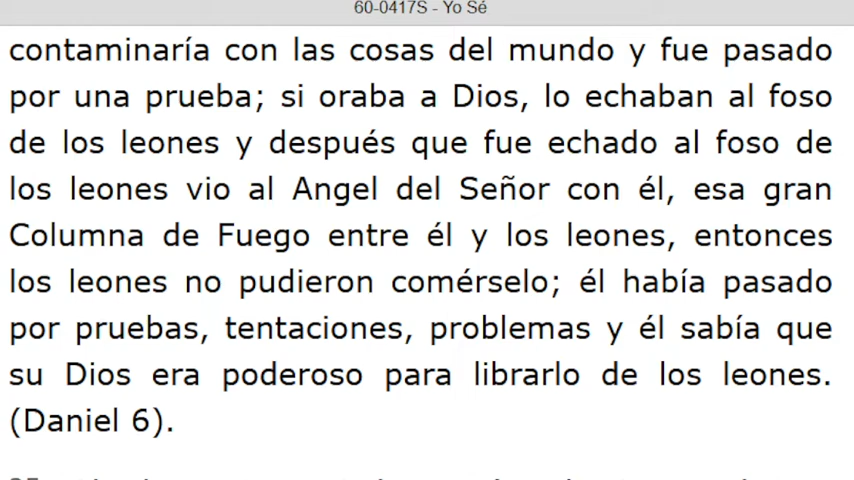 60-0417S - Yo Sé
contaminaría con las cosas del mundo y fue pasado
por una prueba; si oraba a Dios, lo echaban al foso
de los leones y después que fue echado al foso de
los leones vio al Angel del Señor con él, esa gran
Columna de Fuego entre él y los leones, entonces
los leones no pudieron comérselo; él había pasado
por pruebas, tentaciones, problemas y él sabía que
su Dios era poderoso para librarlo de los leones.
(Daniel 6).